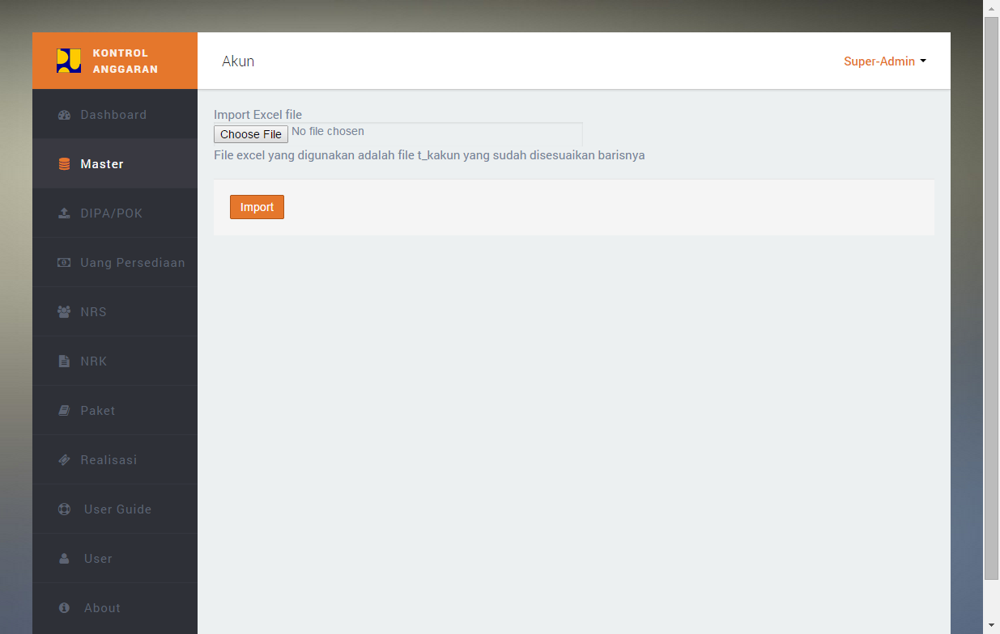 KONTROL
ANGGARAN
Akun
Super-Admin
Dashboard
Master
DIPA/POK
Uang Persediaan
NRS
NRK
Paket
Realisasi
User Guide
User
About
Import Excel file
Choose File No file chosen
File excel yang digunakan adalah file t_kakun yang sudah disesuaikan barisnya
Import